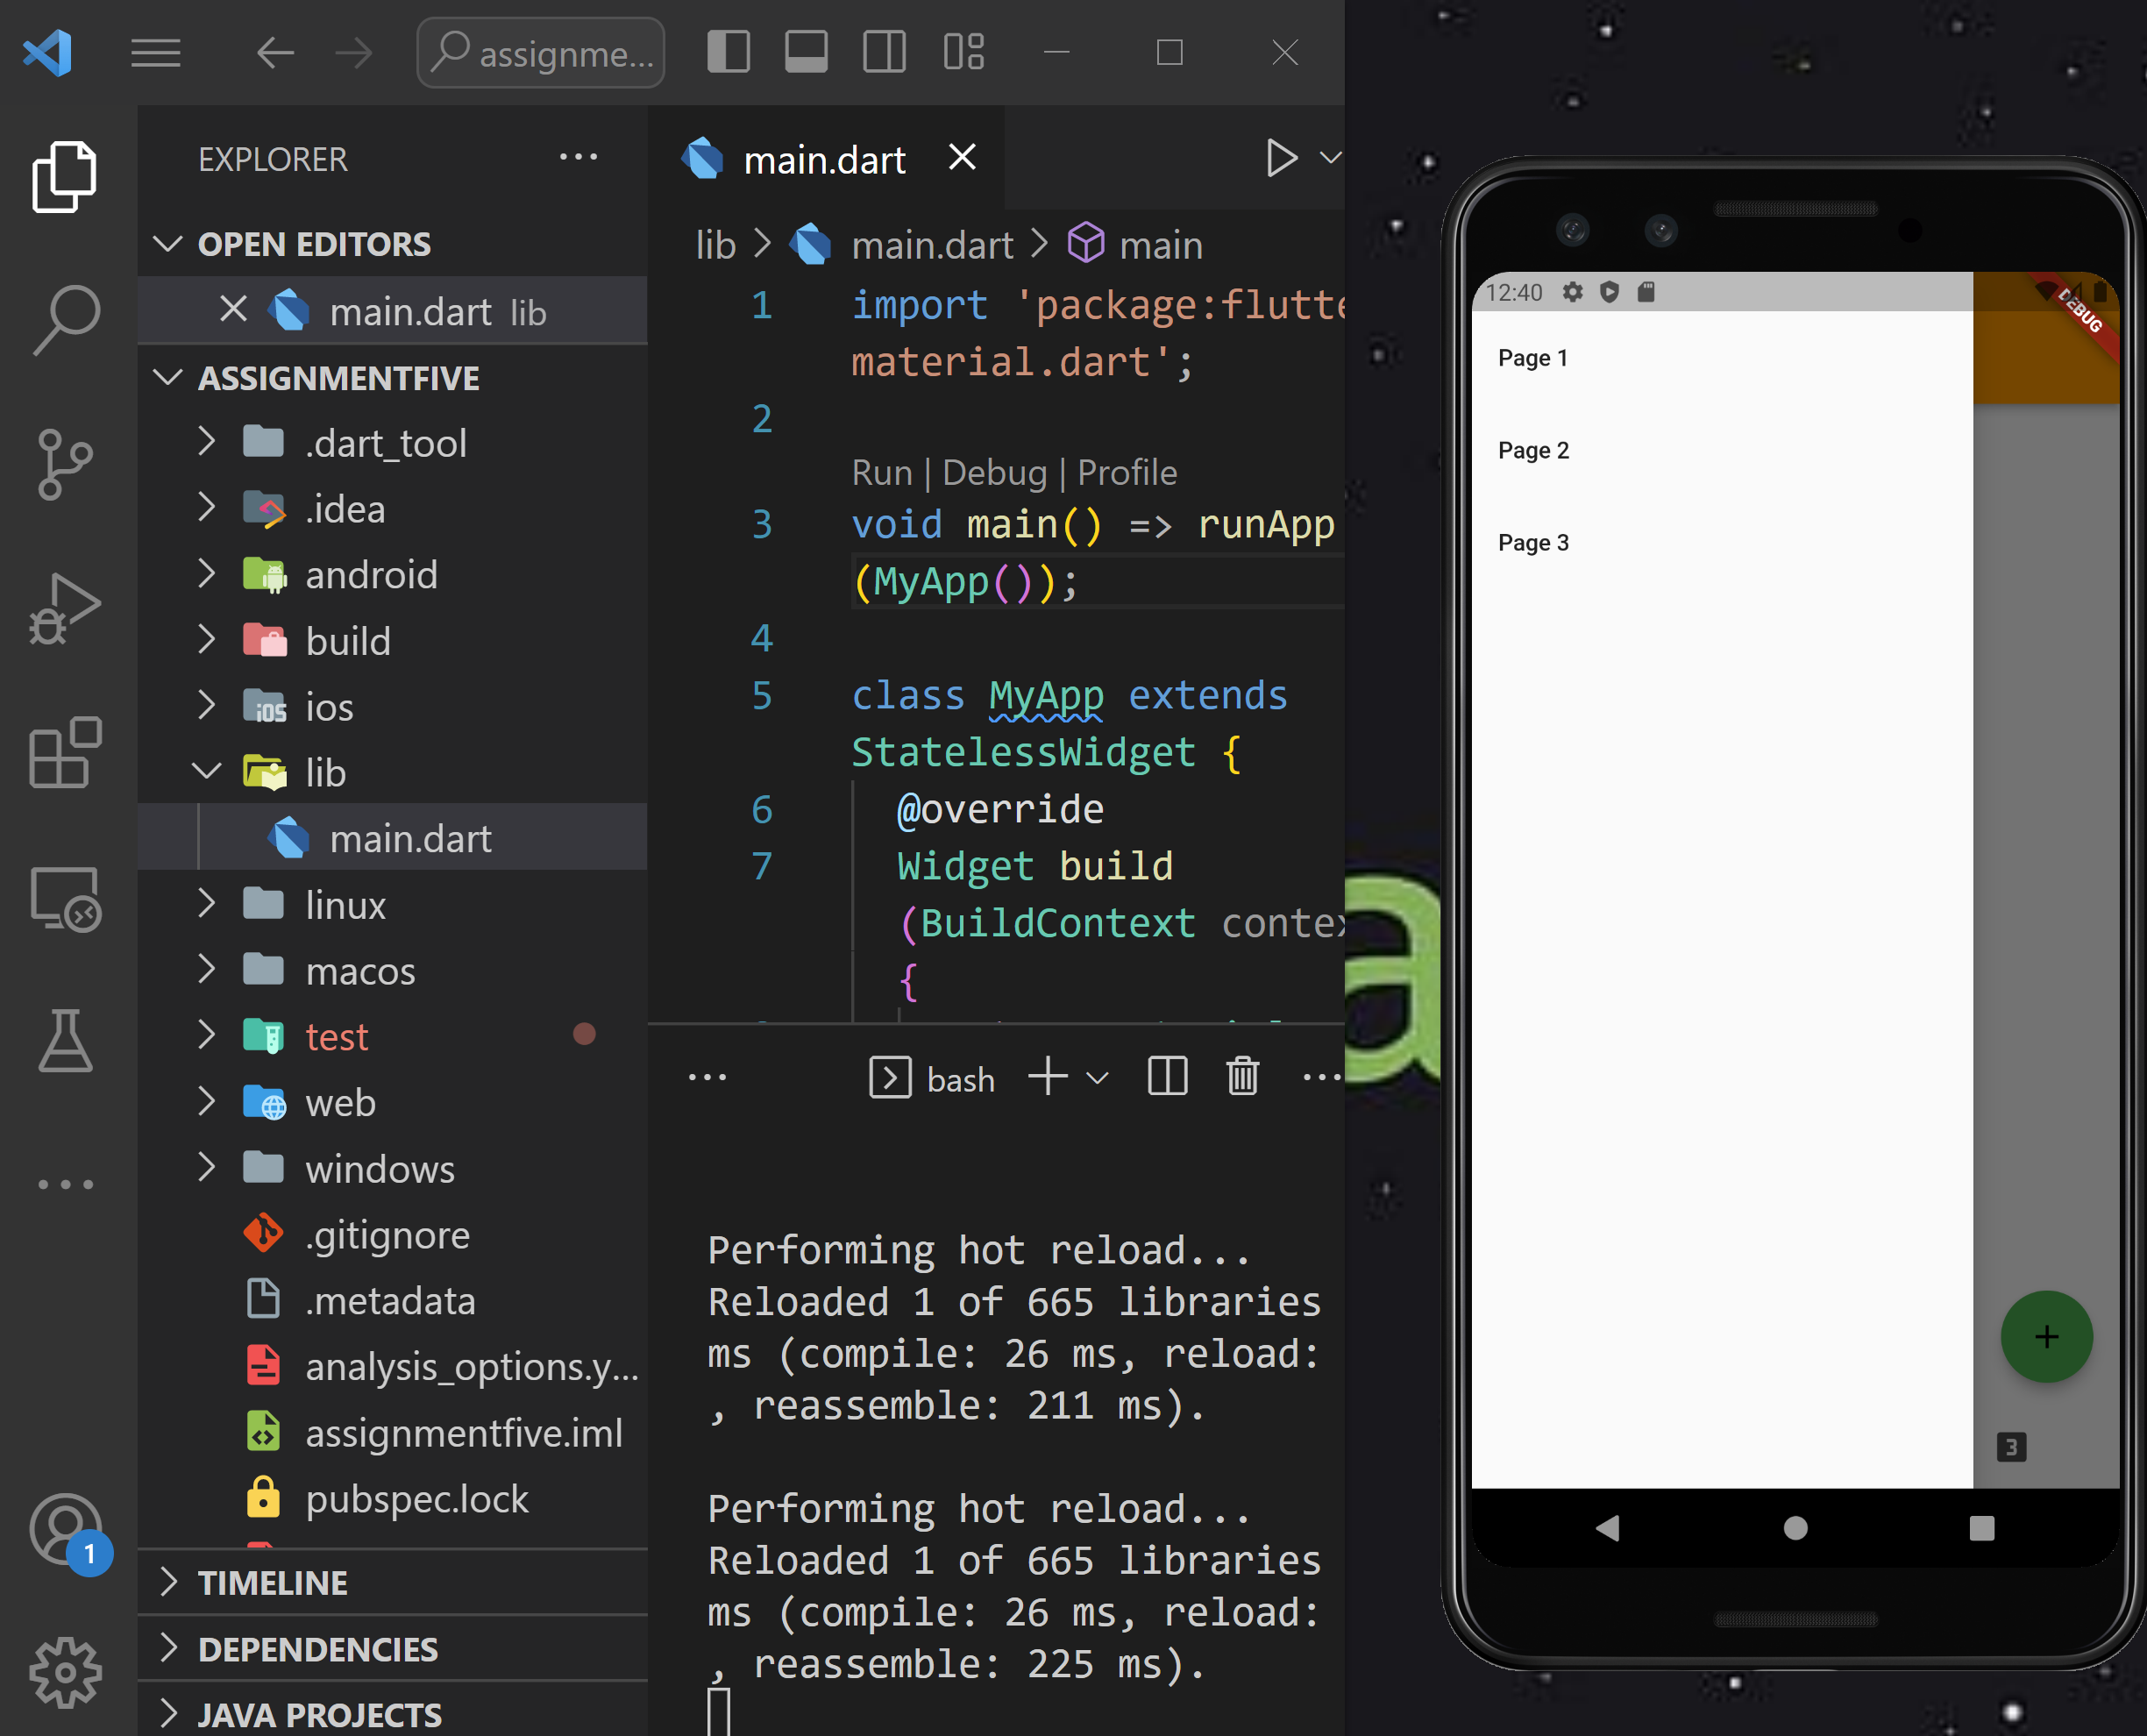 assignme...
EXPLORER
OPEN EDITORS
main.dart lib
ASSIGNMENTFIVE
.dart_tool
.idea
android
build
ios
lib
main.dart
linux
macos
test
web
windows
.gitignore
.metadata
analysis_options.y...
assignmentfive.iml
pubspec.lock
1
TIMELINE
DEPENDENCIES
JAVA PROJECTS
main.dart
lib > main.dart > main
1 import 'package:flutte
material.dart';
2
Run | Debug | Profile
3 void main() => runApp
(MyApp());
4
5 class MyApp extends
StatelessWidget {
6 @override
7 Widget build
(BuildContext contex
{
bash
Performing hot reload...
Reloaded 1 of 665 libraries
ms (compile: 26 ms, reload:
, reassemble: 211 ms).
Performing hot reload...
Reloaded 1 of 665 libraries
ms (compile: 26 ms, reload:
, reassemble: 225 ms).
a
12:40
DEBUG
Page 1
Page 2
Page 3
3